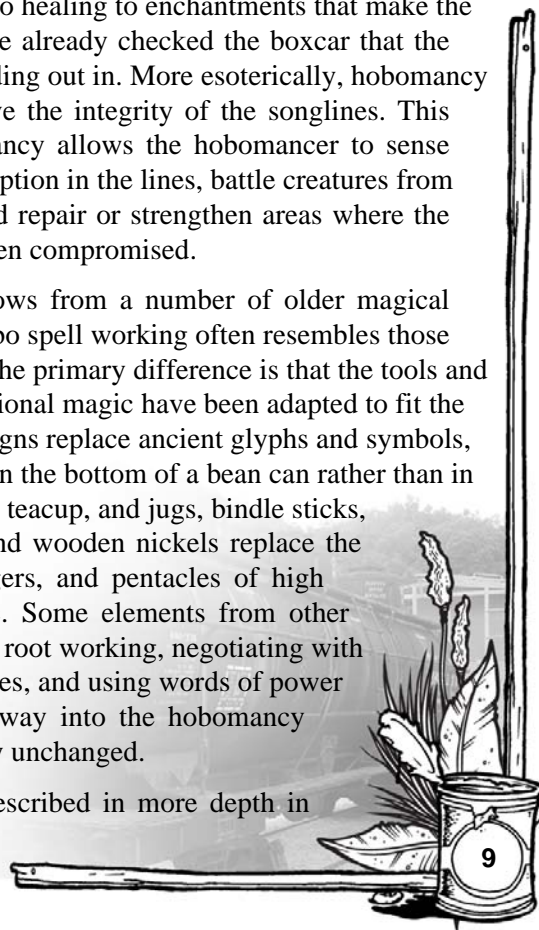 o healing to enchantments that make the
e already checked the boxcar that the
ding out in. More esoterically, hobomancy
ve the integrity of the songlines. This
ancy allows the hobomancer to sense
ption in the lines, battle creatures from
d repair or strengthen areas where the
en compromised.
ows from a number of older magical
bo spell working often resembles those
he primary difference is that the tools and
ional magic have been adapted to fit the
igns replace ancient glyphs and symbols,
n the bottom of a bean can rather than in
teacup, and jugs, bindle sticks,
nd wooden nickels replace the
gers, and pentacles of high
. Some elements from other
root working, negotiating with
es, and using words of power
way into the hobomancy
y unchanged.
escribed in more depth in
9